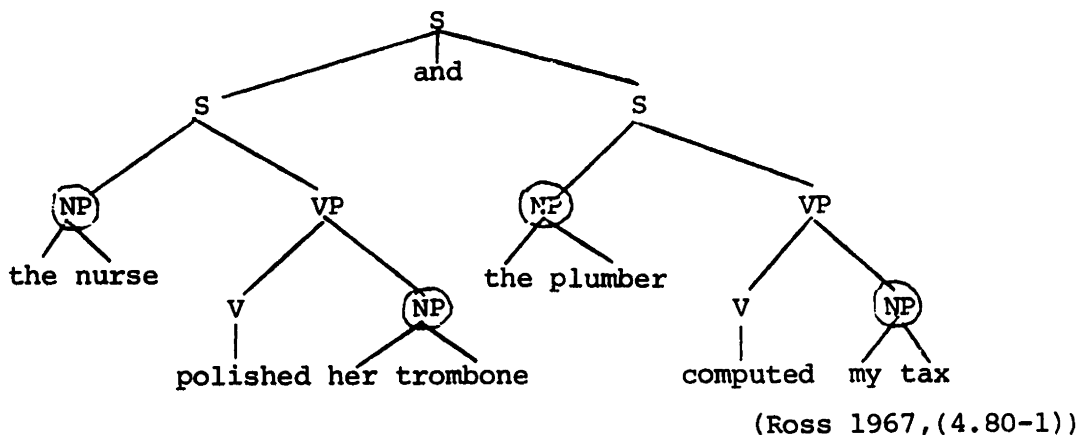 S
and
S S
NP VP NP VP
the nurse the plumber
V NP V NP
polished her trombone computed my tax
(Ross 1967,(4.80-1))